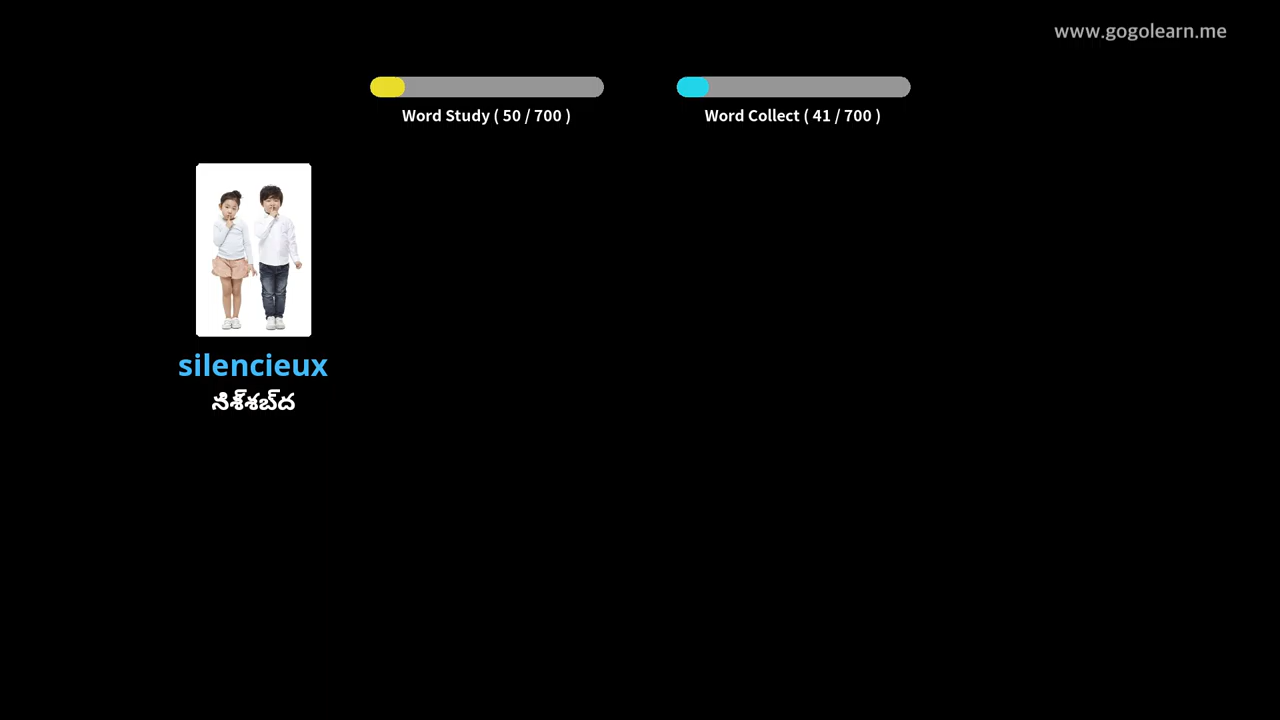 www.gogolearn.me
Word Study ( 50 / 700 )
Word Collect ( 41 / 700 )
silencieux
నిశ్శబ్ద